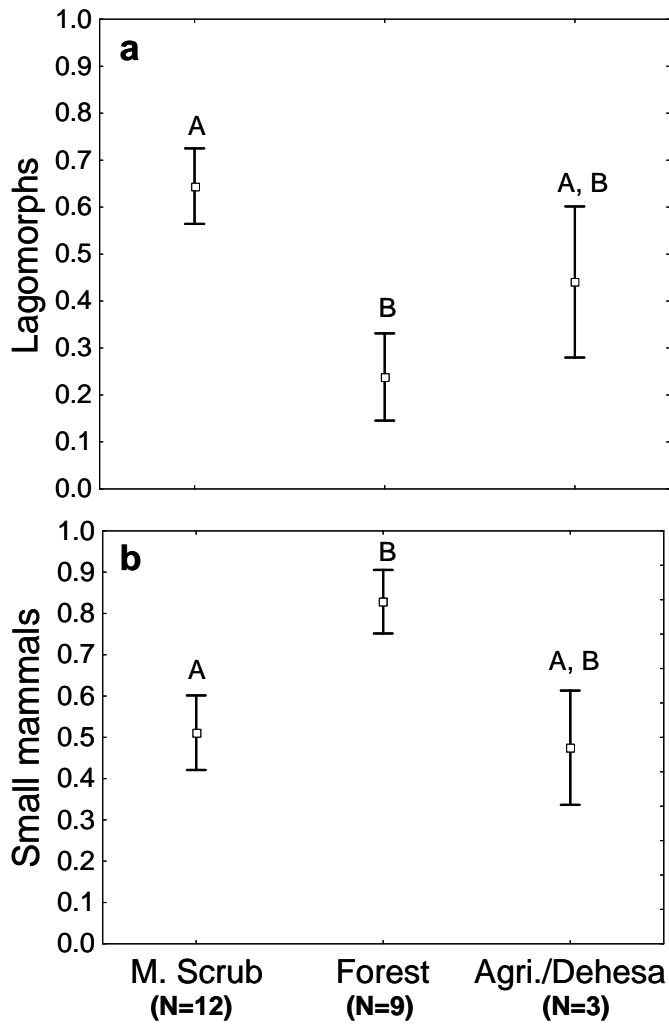 a
Lagomorphs
1.0
0.9
0.8
0.7
0.6
0.5
0.4
0.3
0.2
0.1
0.0
A
B
A, B
b
Small mammals
1.0
0.9
0.8
0.7
0.6
0.5
0.4
0.3
0.2
0.1
0.0
A
B
A, B
M. Scrub Forest Agri./Dehesa
(N=12) (N=9) (N=3)